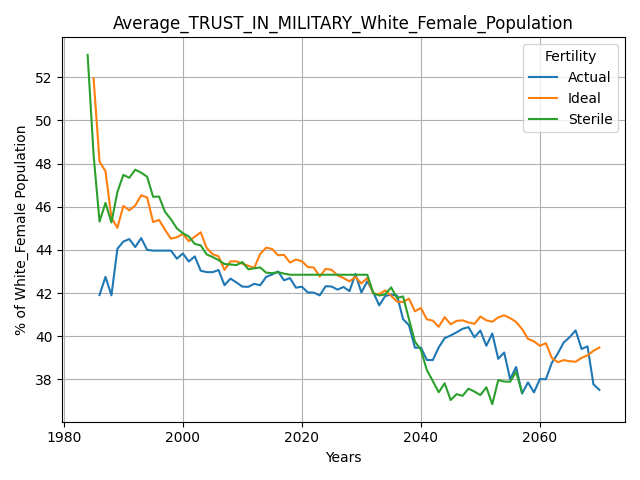 Average_TRUST_IN_MILITARY_White_Female_Population
Fertility
Actual
Ideal
Sterile
% of White_Female Population
52
50
48
46
44
42
40
38
1980
2000
2020
2040
2060
Years